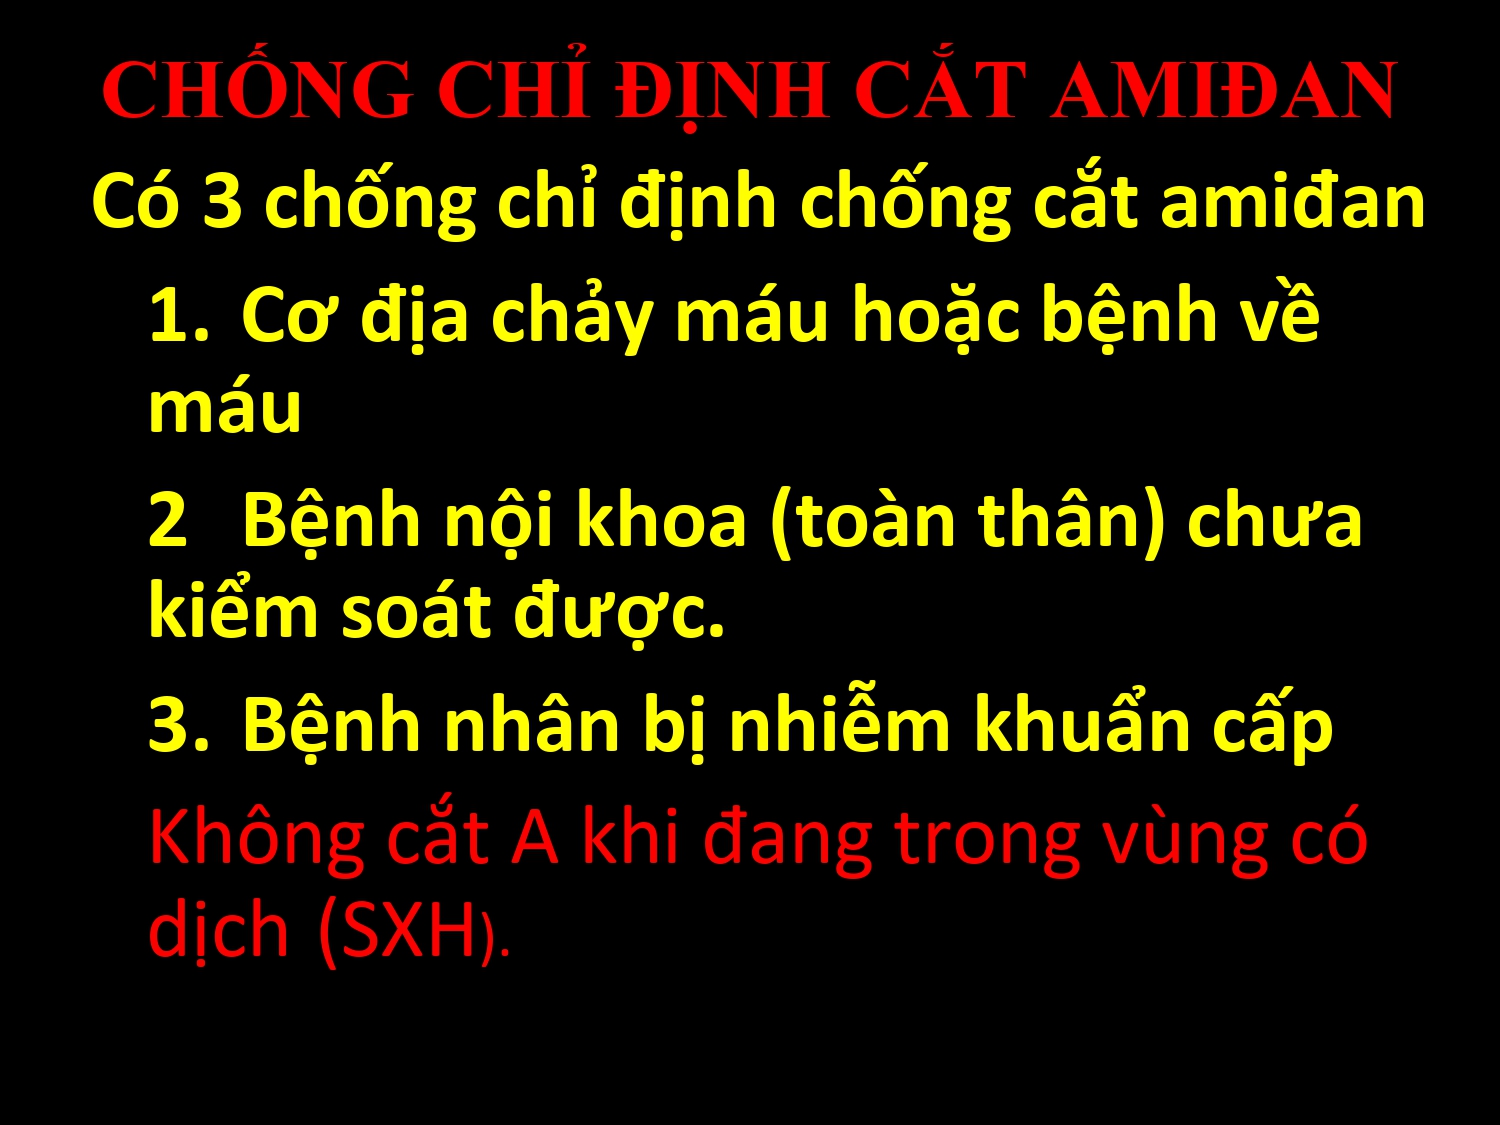 CHỐNG CHỈ ĐỊNH CẮT AMIĐAN
Có 3 chống chỉ định chống cắt amiđan
1. Cơ địa chảy máu hoặc bệnh về
máu
2 Bệnh nội khoa (toàn thân) chưa
kiểm soát được.
3. Bệnh nhân bị nhiễm khuẩn cấp
Không cắt A khi đang trong vùng có
dịch (SXH).